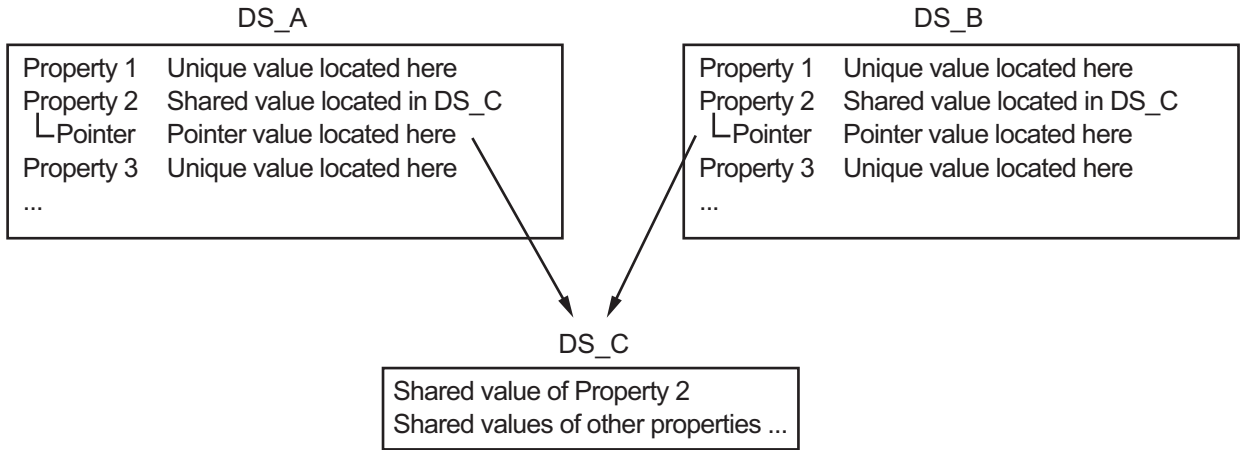 DS_A
Property 1 Unique value located here
Property 2 Shared value located in DS_C
Pointer Pointer value located here
Property 3 Unique value located here
...
DS_B
Property 1 Unique value located here
Property 2 Shared value located in DS_C
Pointer Pointer value located here
Property 3 Unique value located here
...
DS_C
Shared value of Property 2
Shared values of other properties ...